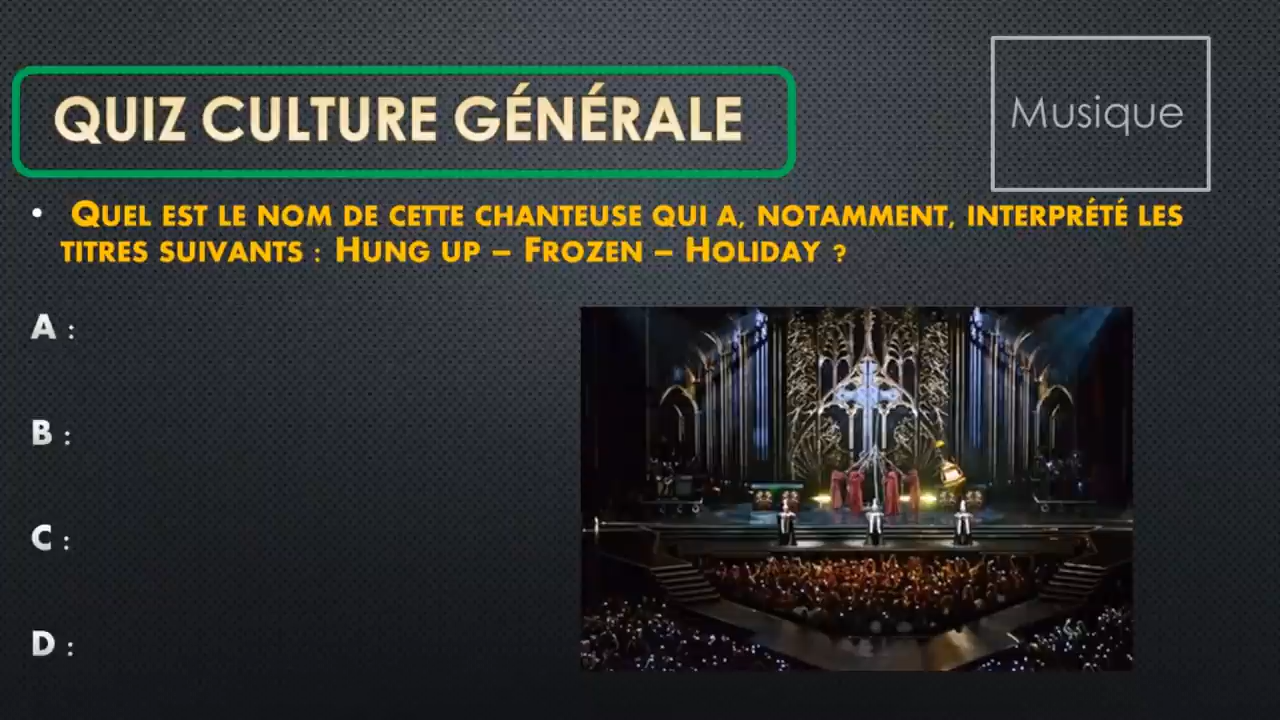 QUIZ CULTURE GÉNÉRALE
Musique
• QUEL EST LE NOM DE CETTE CHANTEUSE QUI A, NOTAMMENT, INTERPRÉTÉ LES
TITRES SUIVANTS : HUNG UP – FROZEN – HOLIDAY ?
A :
B :
C :
D :